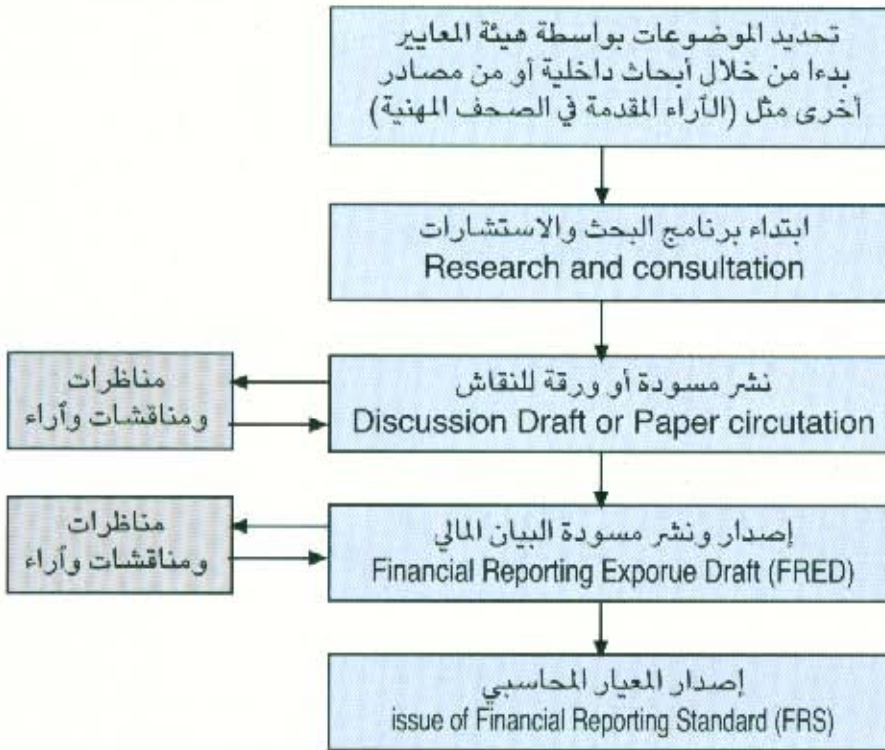 تحديد الموضوعات بواسطة هيئة المعايير
بدءا من خلال أبحاث داخلية أو من مصادر
أخرى مثل (الآراء المقدمة في الصحف المهنية)
ابتداء برنامج البحث والاستشارات
Research and consultation
نشر مسودة أو ورقة للنقاش
Discussion Draft or Paper circutation
مناظرات
ومناقشات وآراء
إصدار ونشر مسودة البيان المالي
Financial Reporting Exporue Draft (FRED)
مناظرات
ومناقشات وآراء
إصدار المعيار المحاسبي
issue of Financial Reporting Standard (FRS)